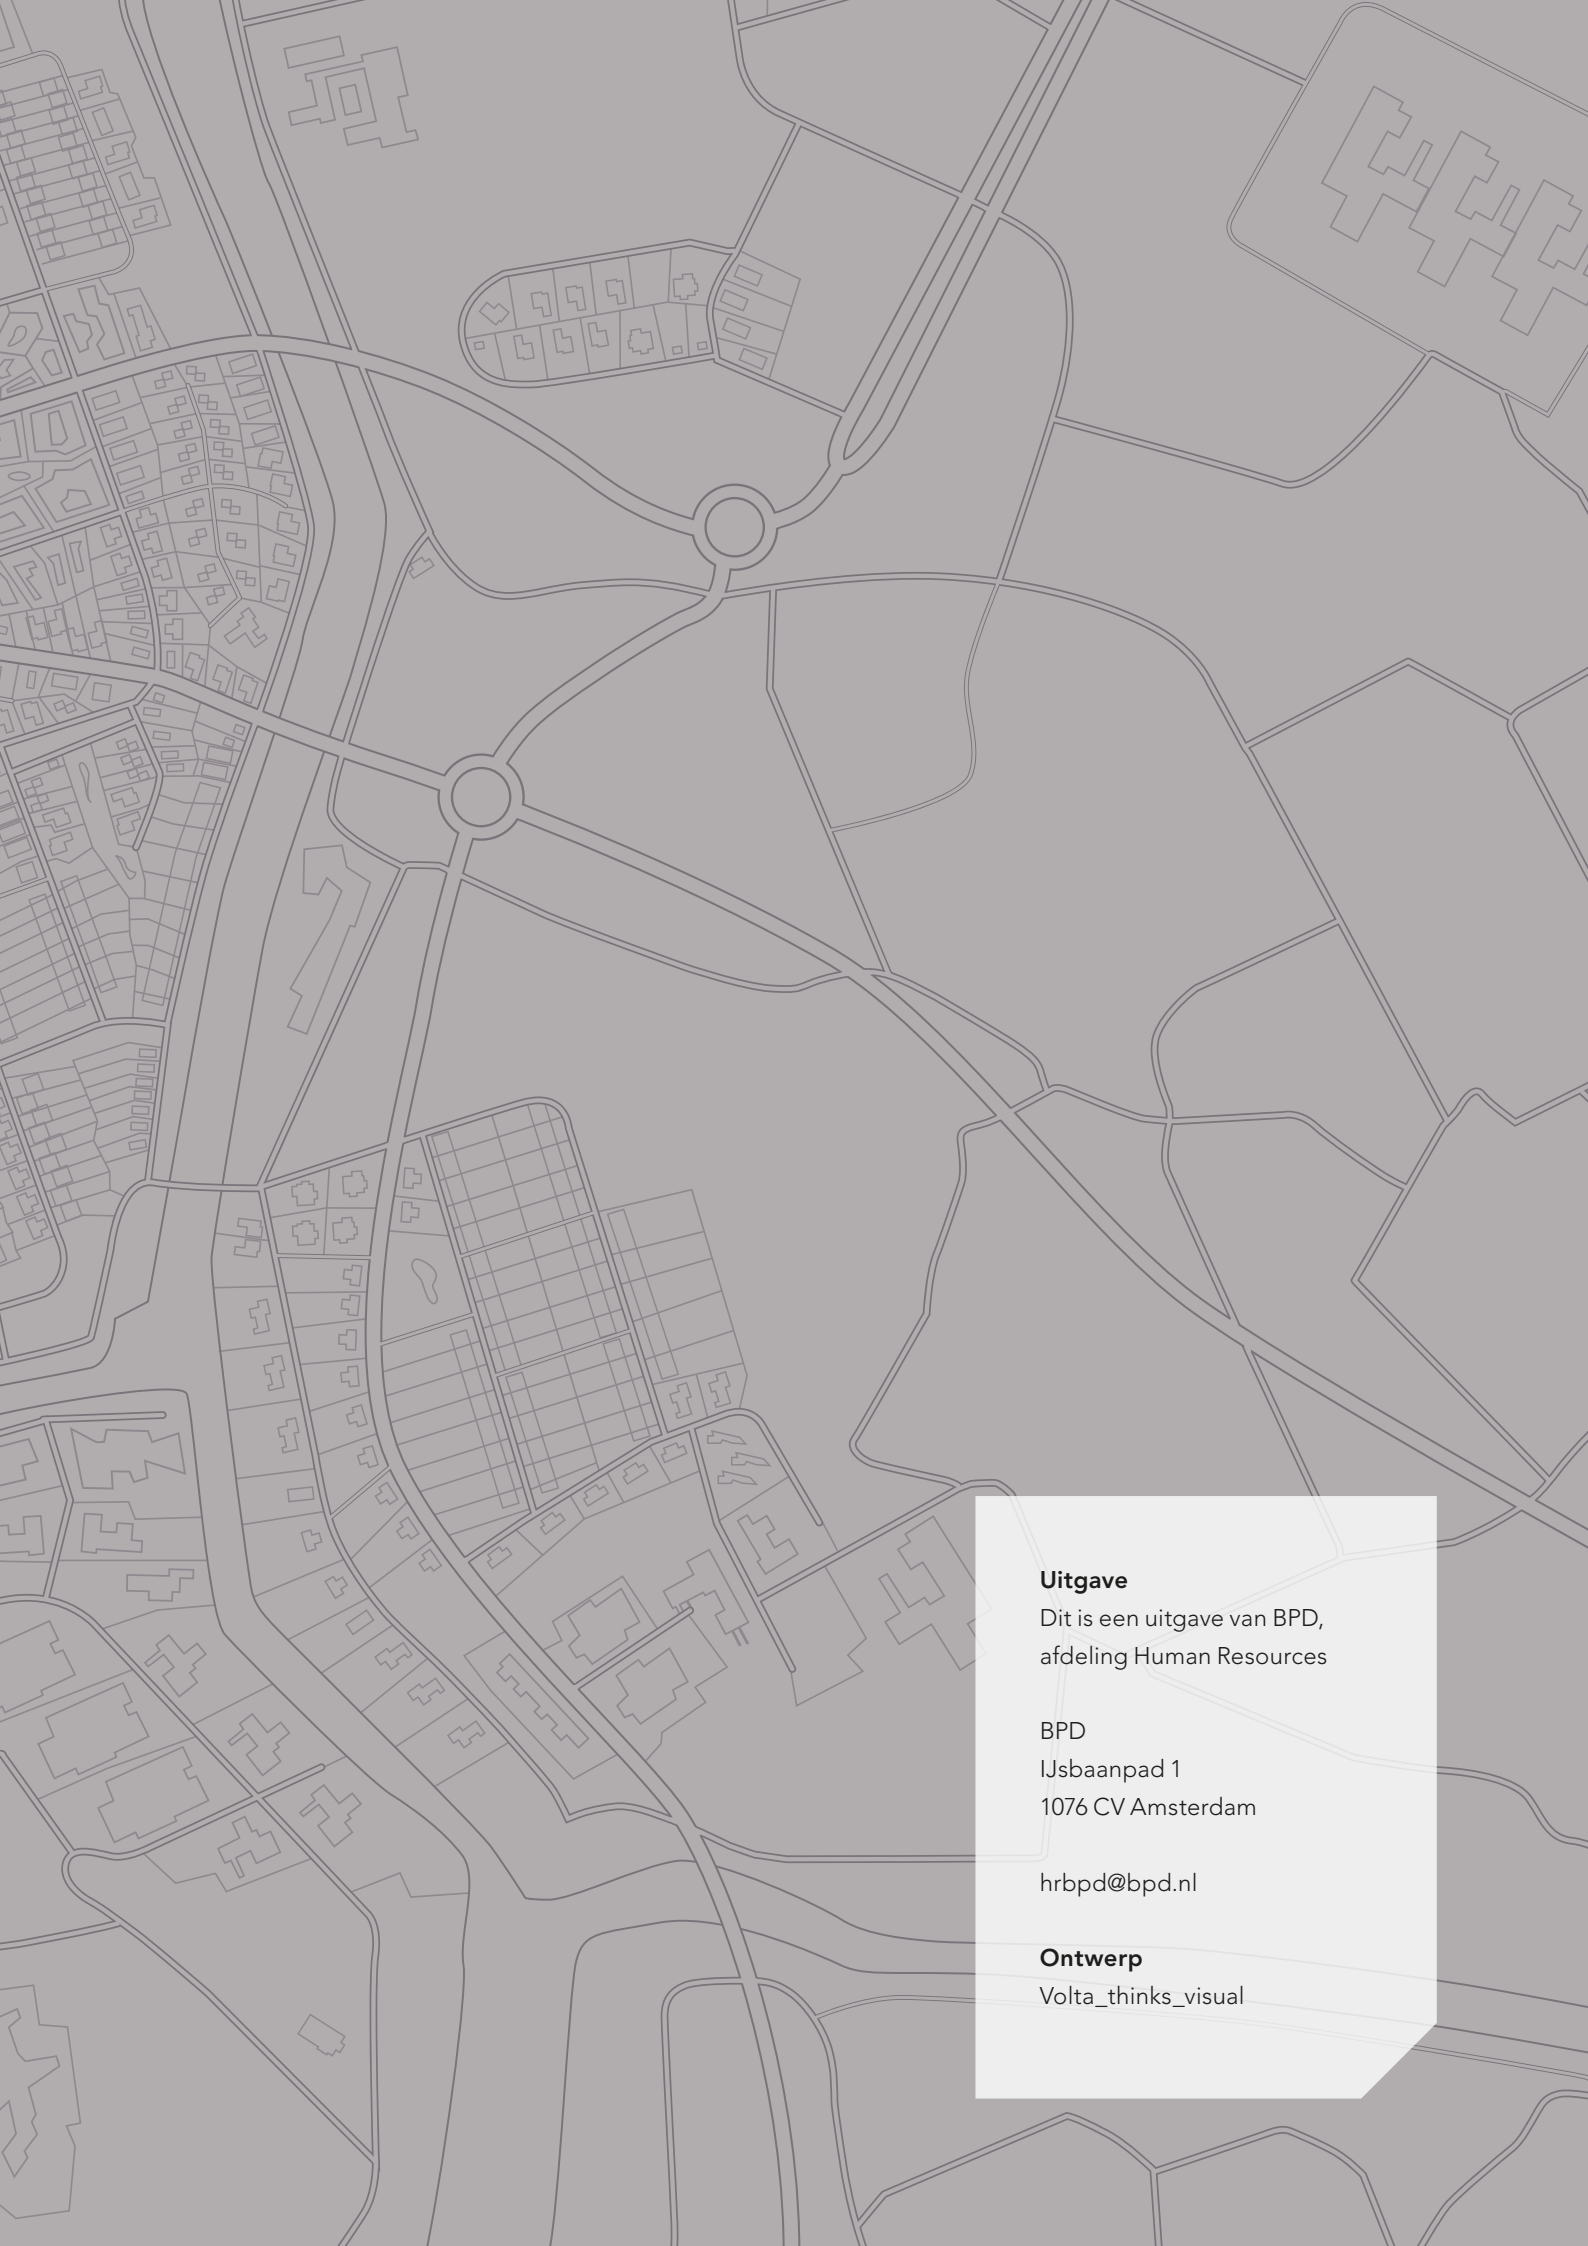 Uitgave
Dit is een uitgave van BPD,
afdeling Human Resources
BPD
IJsbaanpad 1
1076 CV Amsterdam
hrbpd@bpd.nl
Ontwerp
Volta_thinks_visual